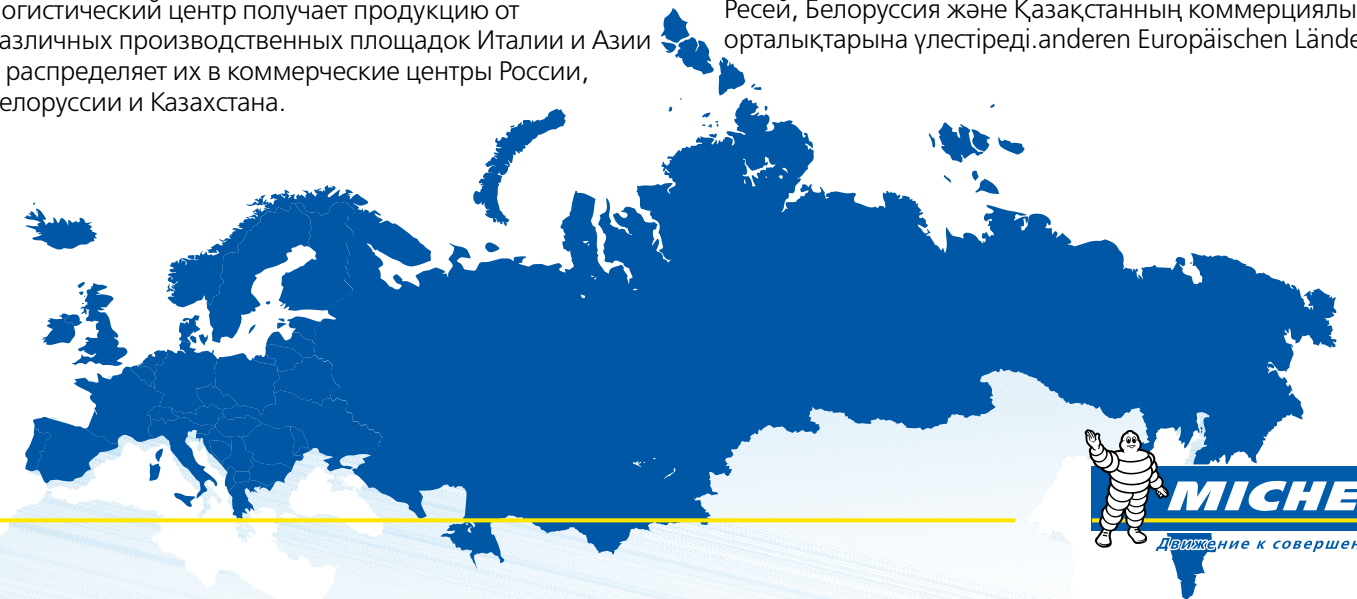 огистический центр получает продукцию от
азличных производственных площадок Италии и Азии
распределяет их в коммерческие центры России,
елоруссии и Казахстана.
Ресей, Белоруссия және Қазақстанның коммерциялы
орталықтарына үлестіреді.anderen Europäischen Lände
MICHE
Движение к совершен